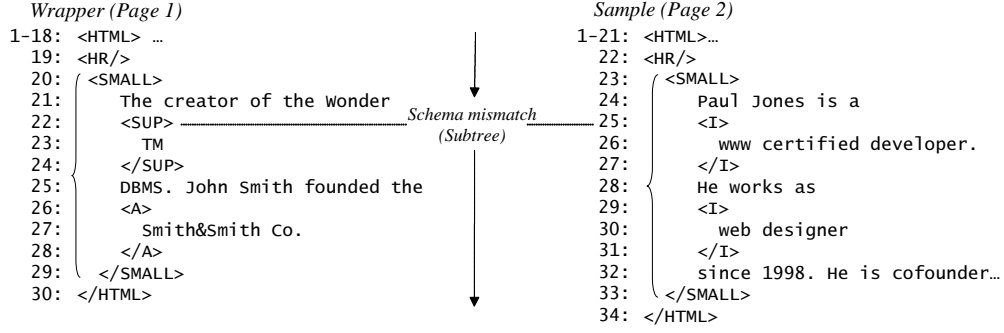 Wrapper (Page 1)
1-18: <HTML> …
19: <HR/>
20: <SMALL>
21: The creator of the Wonder
22: <SUP>
23: TM
24: </SUP>
25: DBMS. John Smith founded the
26: <A>
27: Smith&Smith Co.
28: </A>
29: </SMALL>
30: </HTML>
Schema mismatch
(Subtree)
Sample (Page 2)
1-21: <HTML>…
22: <HR/>
23: <SMALL>
24: Paul Jones is a
25: <I>
26: www certified developer.
27: </I>
28: He works as
29: <I>
30: web designer
31: </I>
32: since 1998. He is cofounder…
33: </SMALL>
34: </HTML>